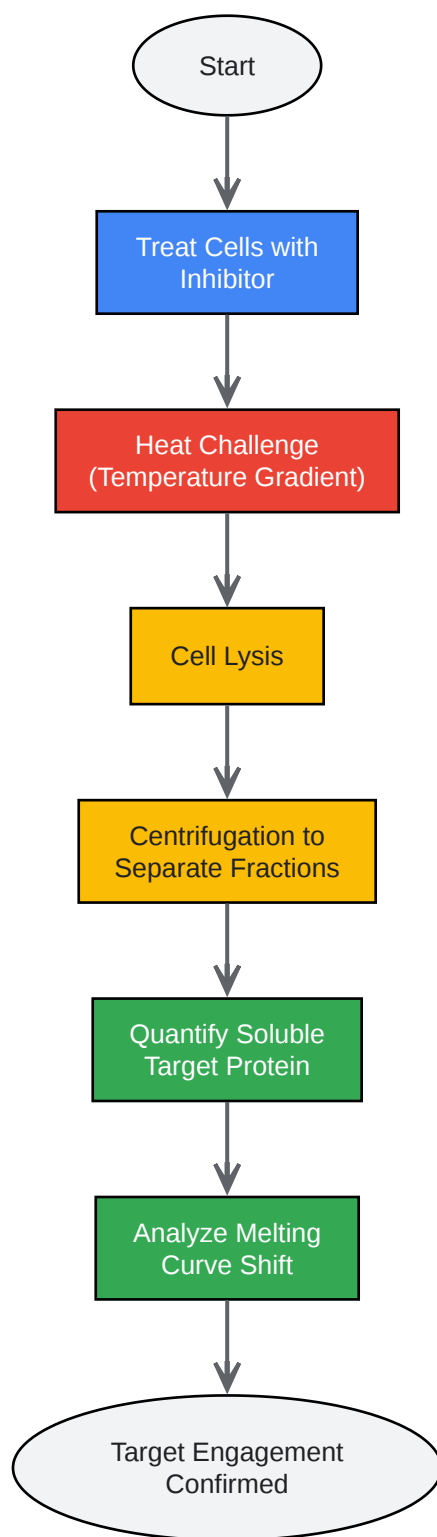 Start
Treat Cells with
Inhibitor
Heat Challenge
(Temperature Gradient)
Cell Lysis
Centrifugation to
Separate Fractions
Quantify Soluble
Target Protein
Analyze Melting
Curve Shift
Target Engagement
Confirmed